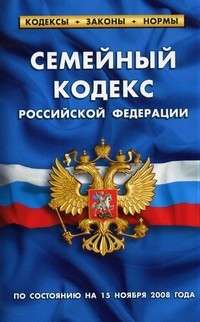 КОДЕКСЫ + ЗАКОНЫ + НОРМЫ
СЕМЕЙНЫЙ
КОДЕКС
РОССИЙСКОЙ ФЕДЕРАЦИИ
ПО СОСТОЯНИЮ НА 15 НОЯБРЯ 2008 ГОДА